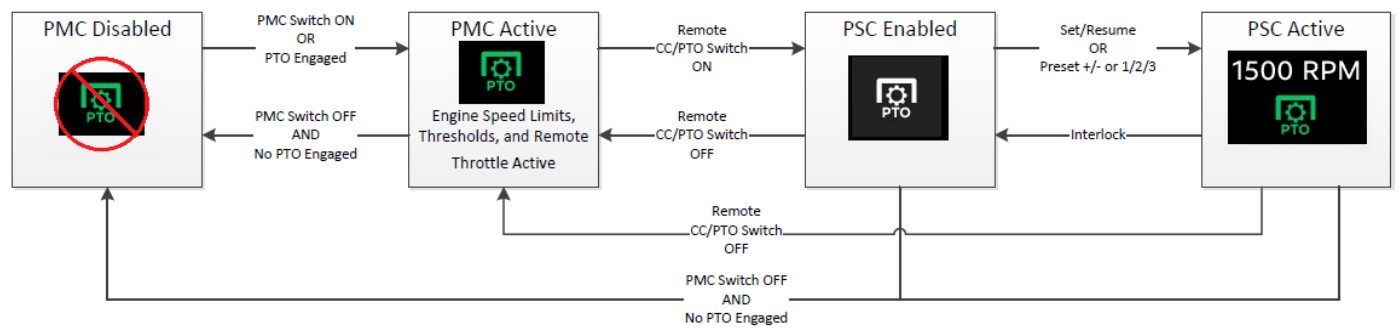 PMC Disabled
PTO
PMC Switch ON
OR
PTO Engaged
PMC Switch OFF
AND
No PTO Engaged
PMC Active
PTO
Engine Speed Limits,
Thresholds, and Remote
Throttle Active
Remote
CC/PTO Switch
ON
Remote
CC/PTO Switch
OFF
PSC Enabled
PTO
Set/Resume
OR
Preset +/- or 1/2/3
Interlock
PSC Active
1500 RPM
PTO
Remote
CC/PTO Switch
OFF
PMC Switch OFF
AND
No PTO Engaged